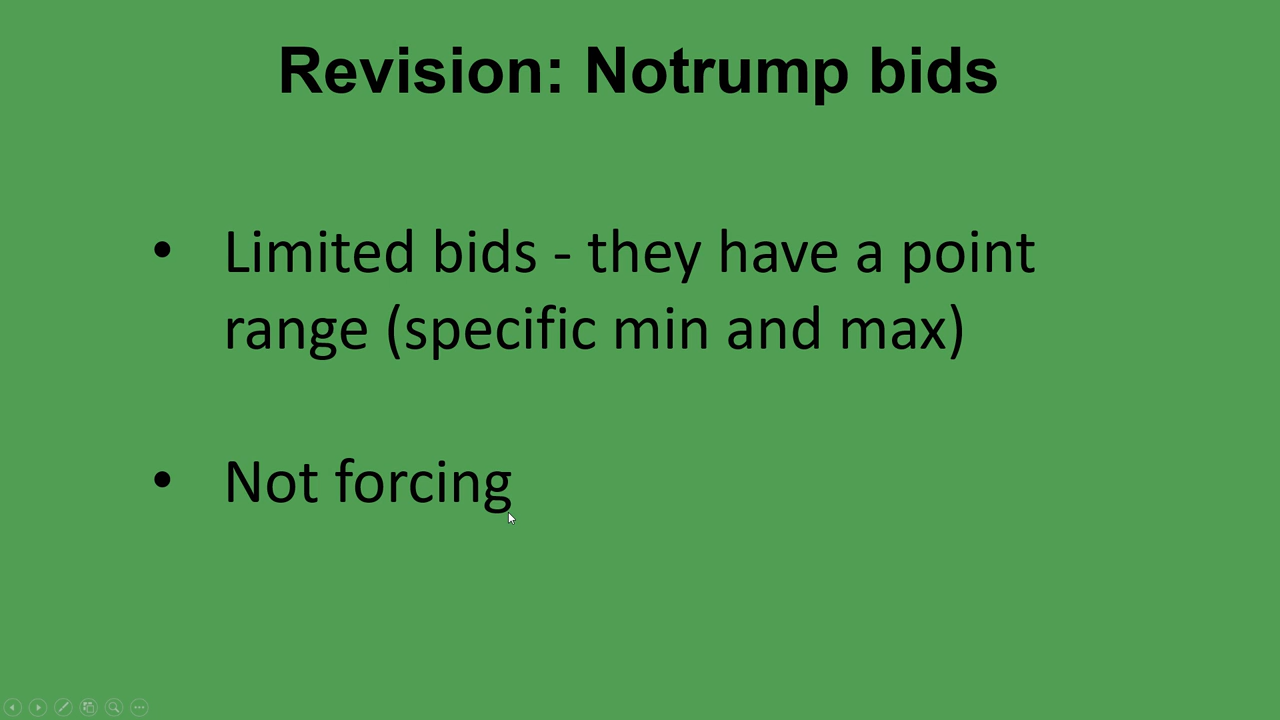 Revision: Notrump bids
• Limited bids - they have a point
range (specific min and max)
• Not forcing